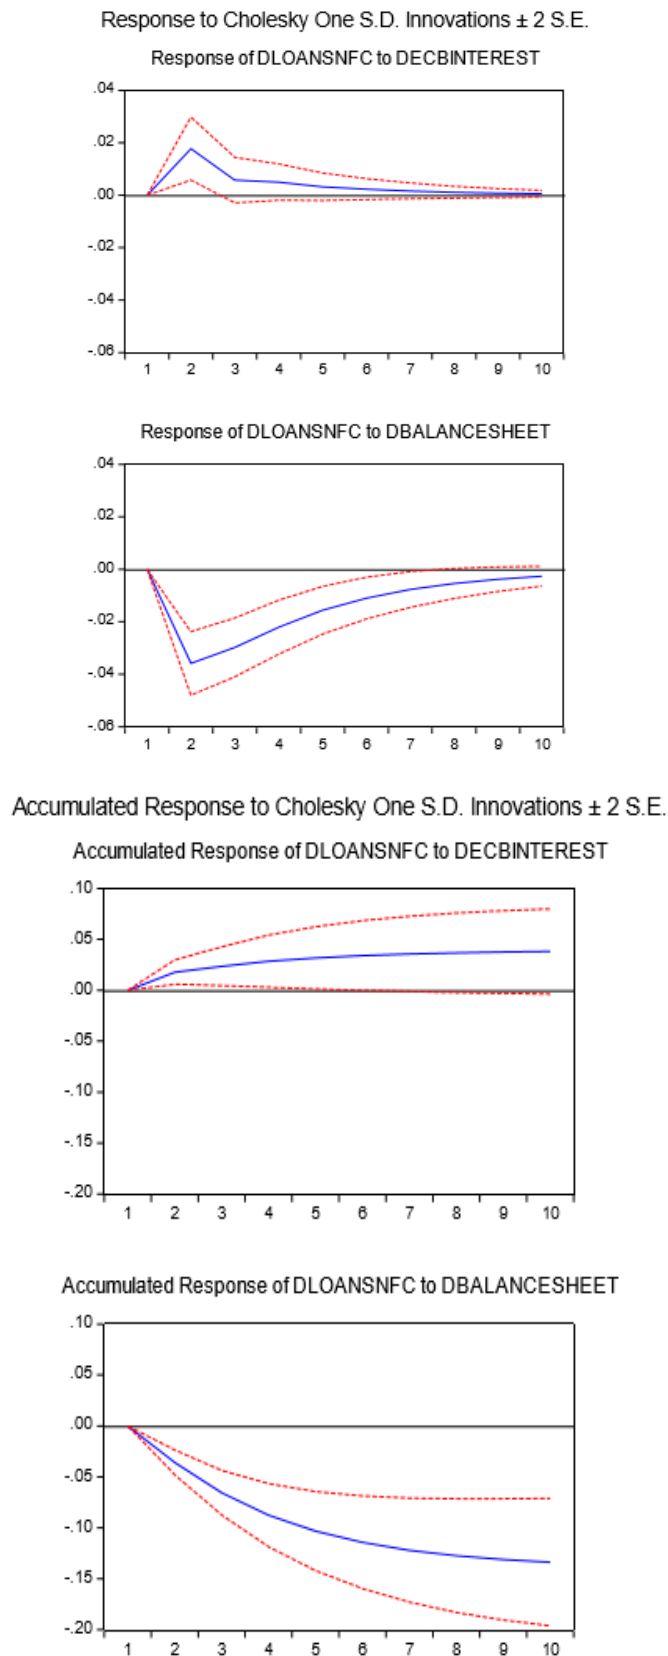 Response to Cholesky One S.D. Innovations ± 2 S.E.
Response of DLOANSNFC to DECBINTEREST
.04
.02
.00
-.02
-.04
-.06
1 2 3 4 5 6 7 8 9 10
Response of DLOANSNFC to DBALANCESHEET
.04
.02
.00
-.02
-.04
-.06
1 2 3 4 5 6 7 8 9 10
Accumulated Response to Cholesky One S.D. Innovations ± 2 S.E.
Accumulated Response of DLOANSNFC to DECBINTEREST
.10
.05
.00
-.05
-.10
-.15
-.20
1 2 3 4 5 6 7 8 9 10
Accumulated Response of DLOANSNFC to DBALANCESHEET
.10
.05
.00
-.05
-.10
-.15
-.20
1 2 3 4 5 6 7 8 9 10